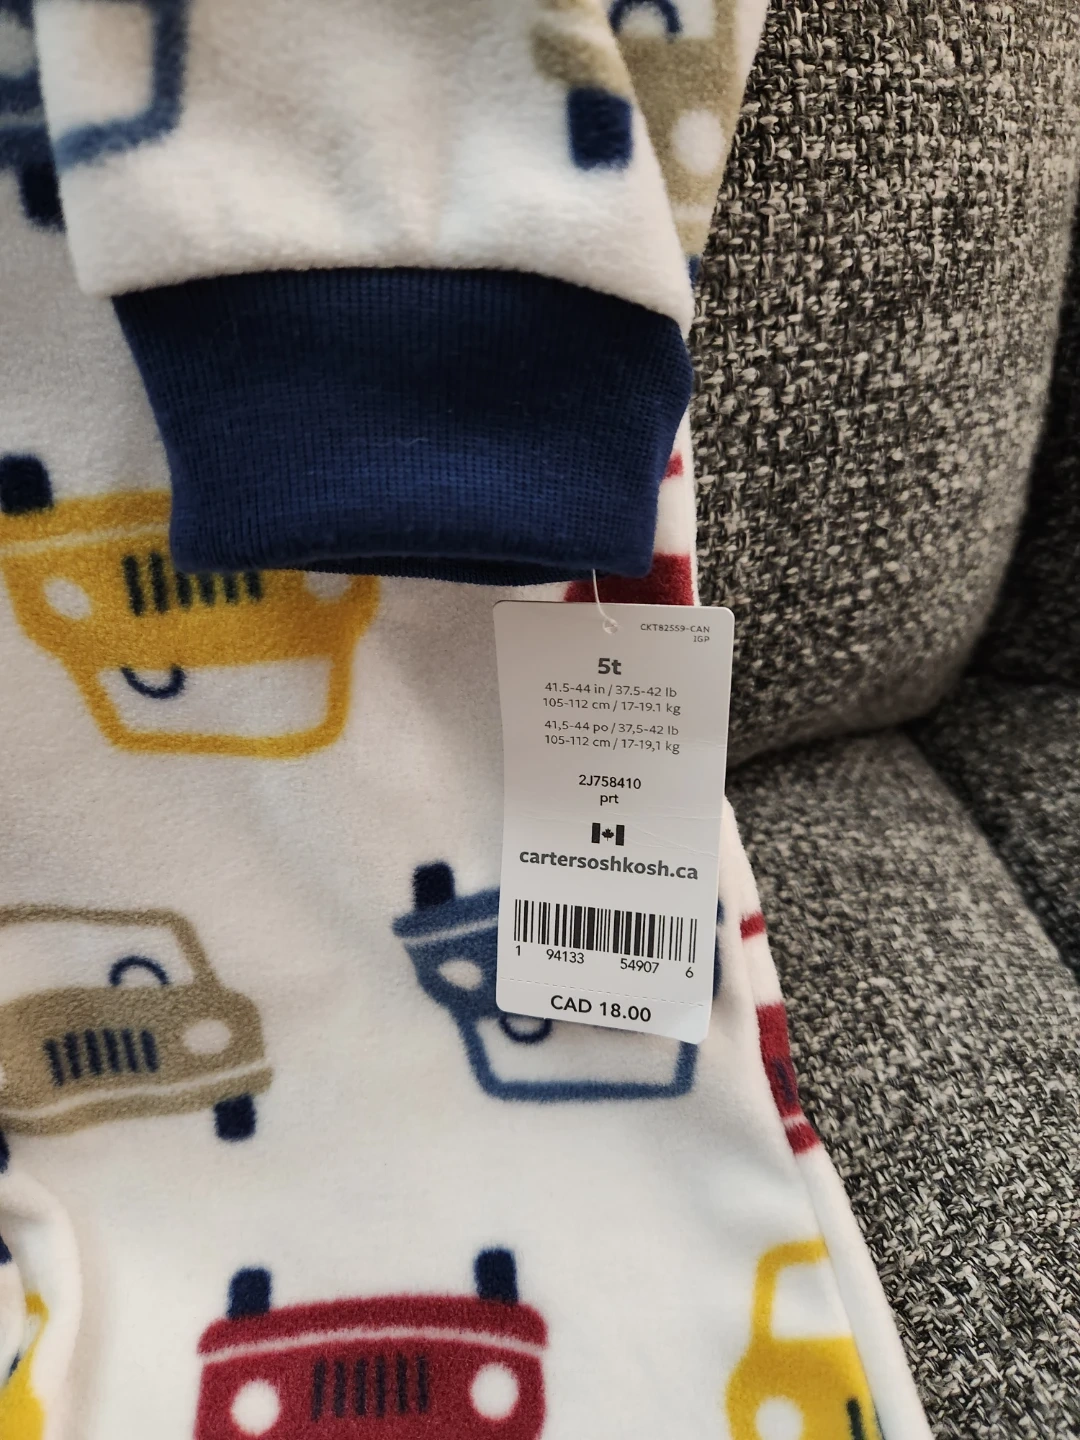 CKT82559-CAN
IGP
5t
41.5-44 in / 37.5-42 lb
105-112 cm / 17-19.1 kg
41,5-44 po / 37,5-42 lb
105-112 cm / 17-19,1 kg
2J758410
prt
cartersoshkosh.ca
1 94133 54907 6
CAD 18.00